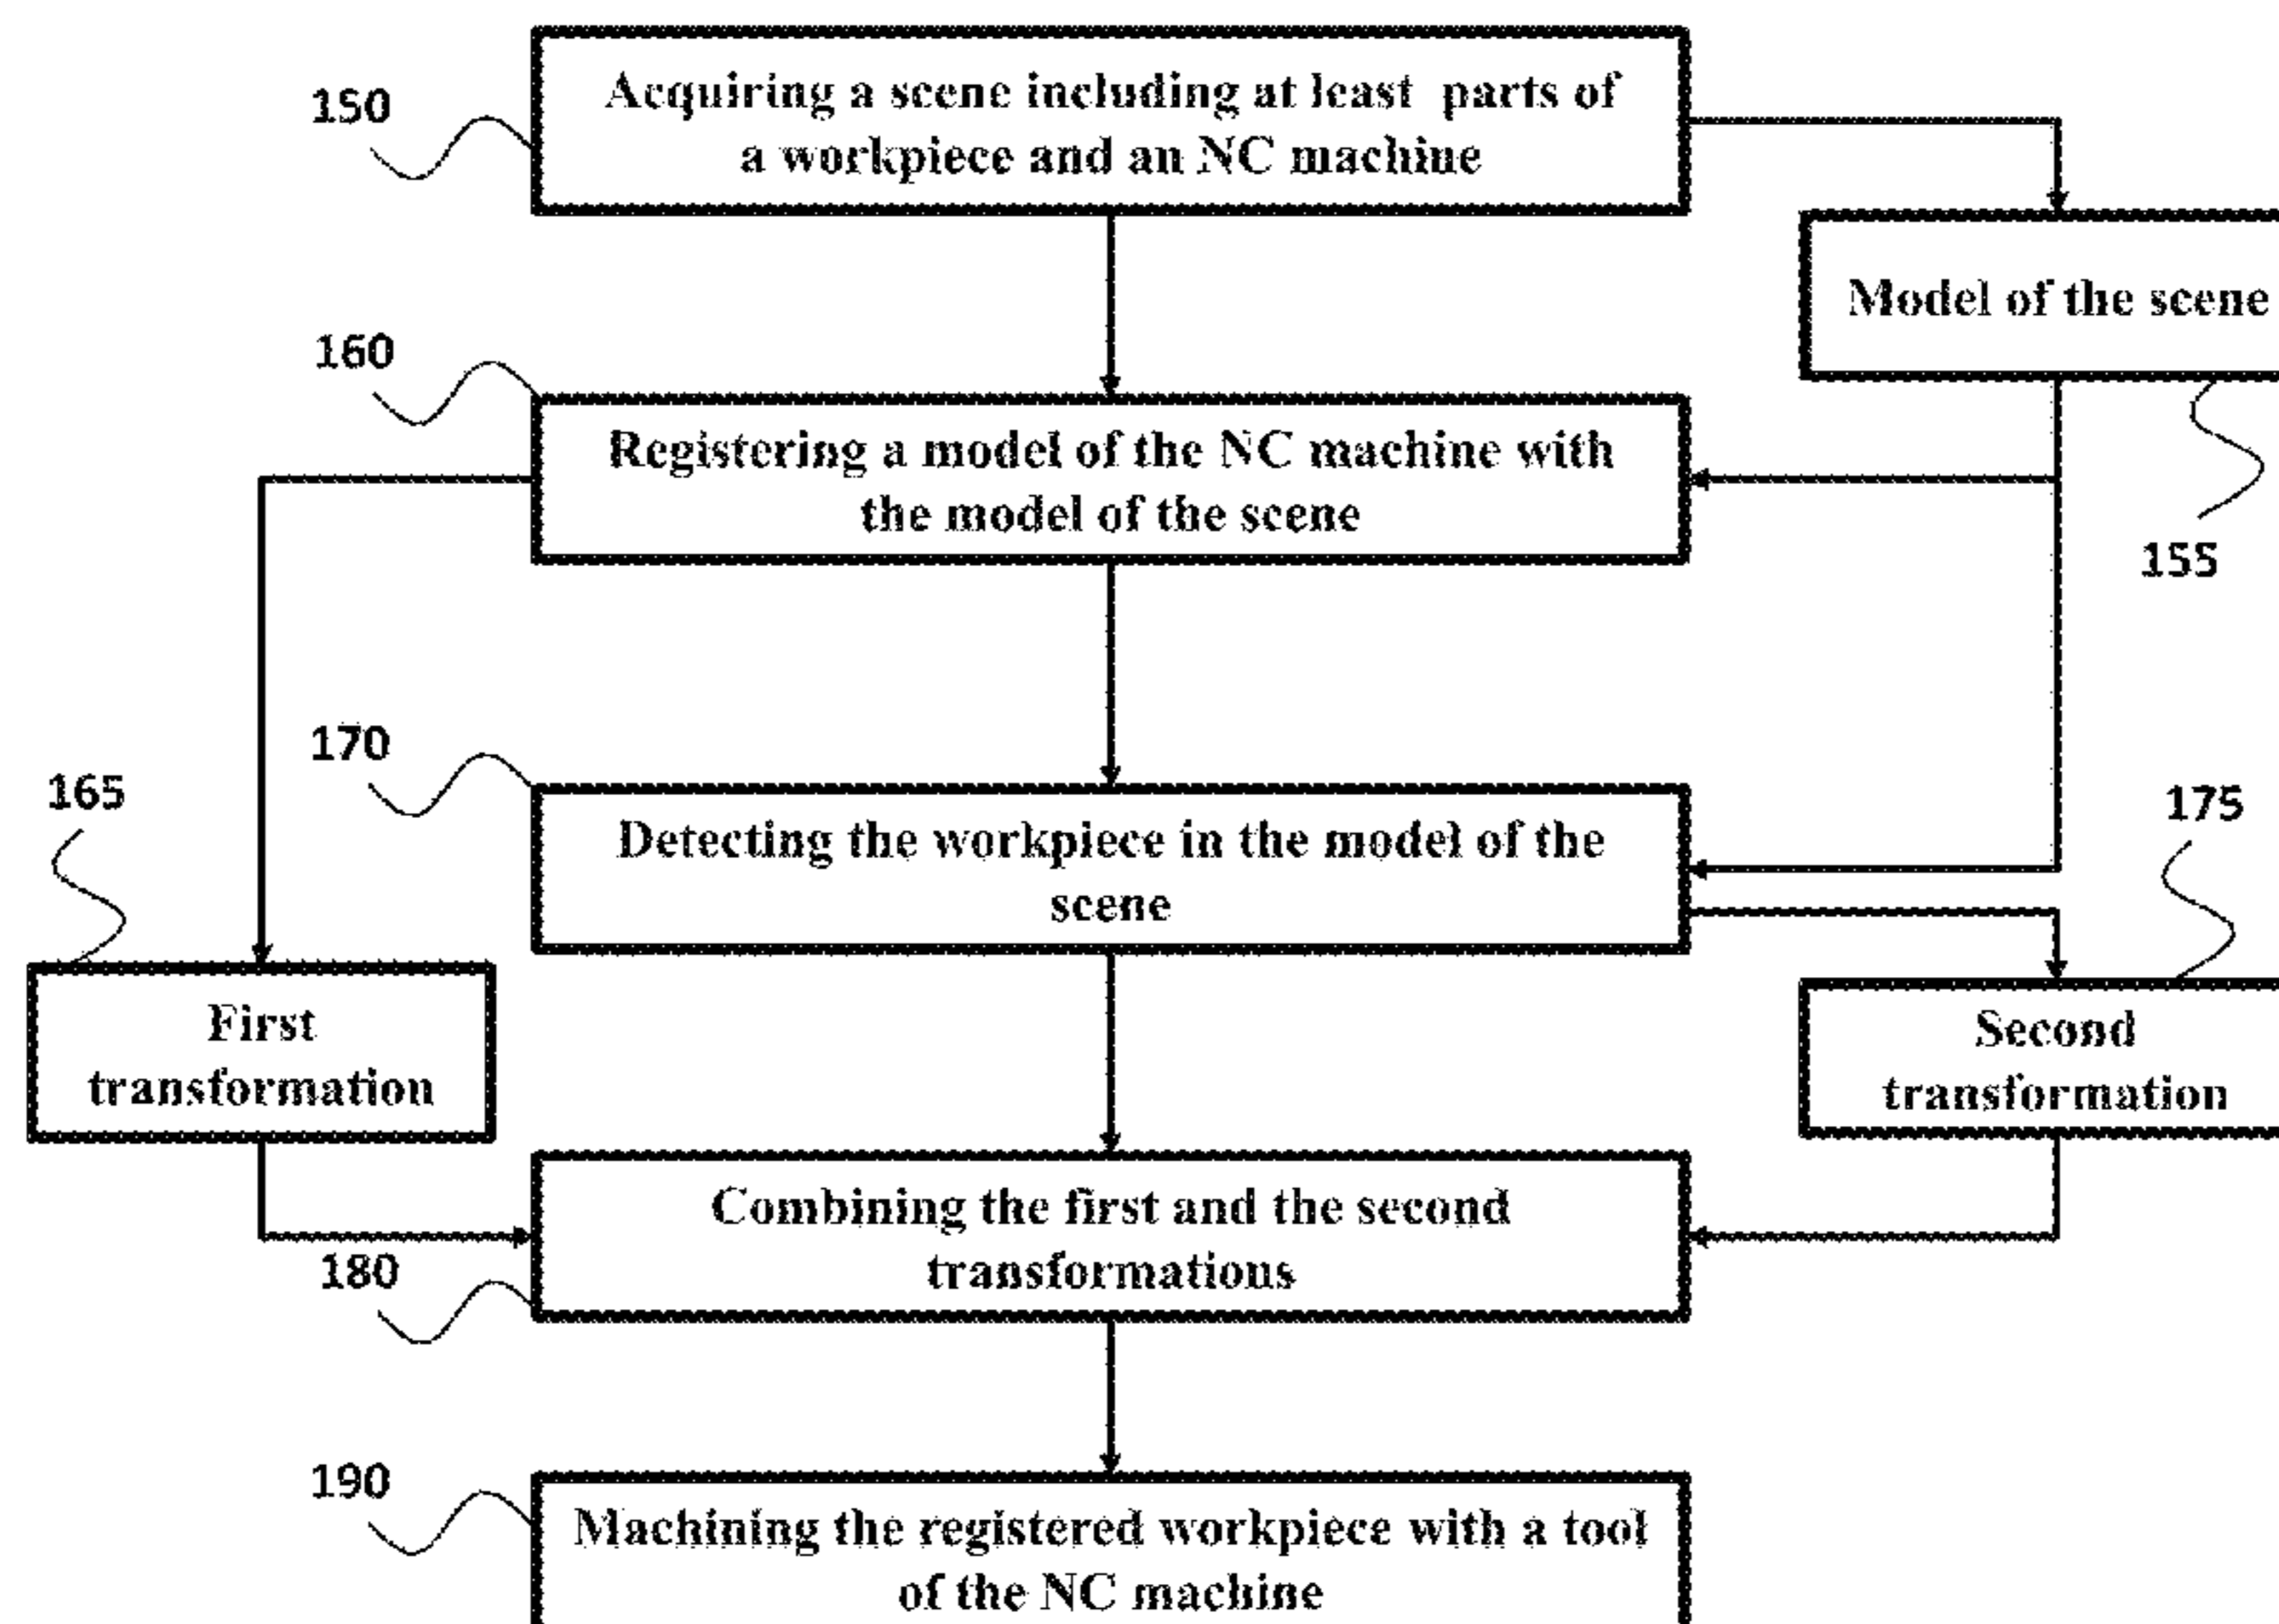 150
Acquiring a scene including at least parts of
a workpiece and an NC machine
Model of the scene
155
160
Registering a model of the NC machine with
the model of the scene
170
Detecting the workpiece in the model of the
scene
165
First
transformation
175
Second
transformation
180
Combining the first and the second
transformations
190
Machining the registered workpiece with a tool
of the NC machine